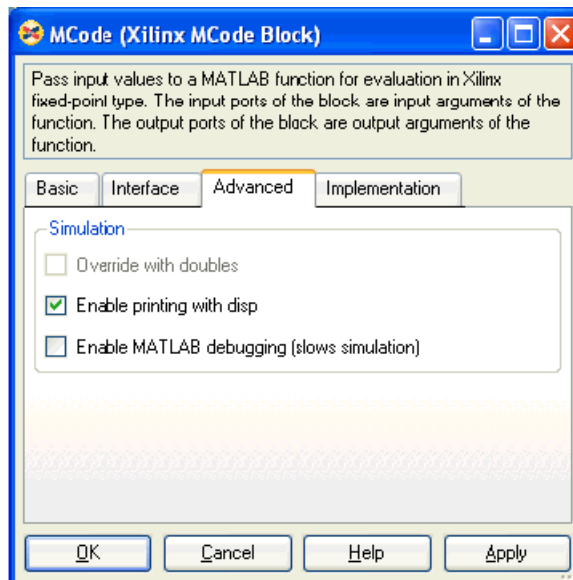 MCode (Xilinx MCode Block)
Pass input values to a MATLAB function for evaluation in Xilinx
fixed-point type. The input ports of the block are input arguments of the
function. The output ports of the block are output arguments of the
function.
Basic Interface Advanced Implementation
Simulation
Override with doubles
Enable printing with disp
Enable MATLAB debugging (slows simulation)
OK Cancel Help Apply